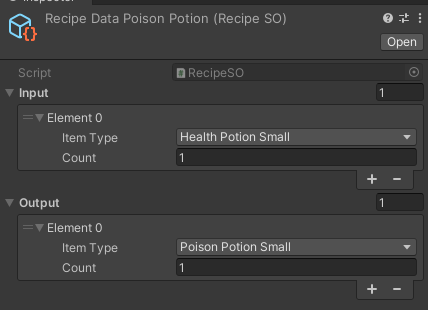 Inspector
Recipe Data Poison Potion (Recipe SO)
Open
Script RecipeSO
Input 1
Element 0
Item Type Health Potion Small
Count 1
+ -
Output 1
Element 0
Item Type Poison Potion Small
Count 1
+ -